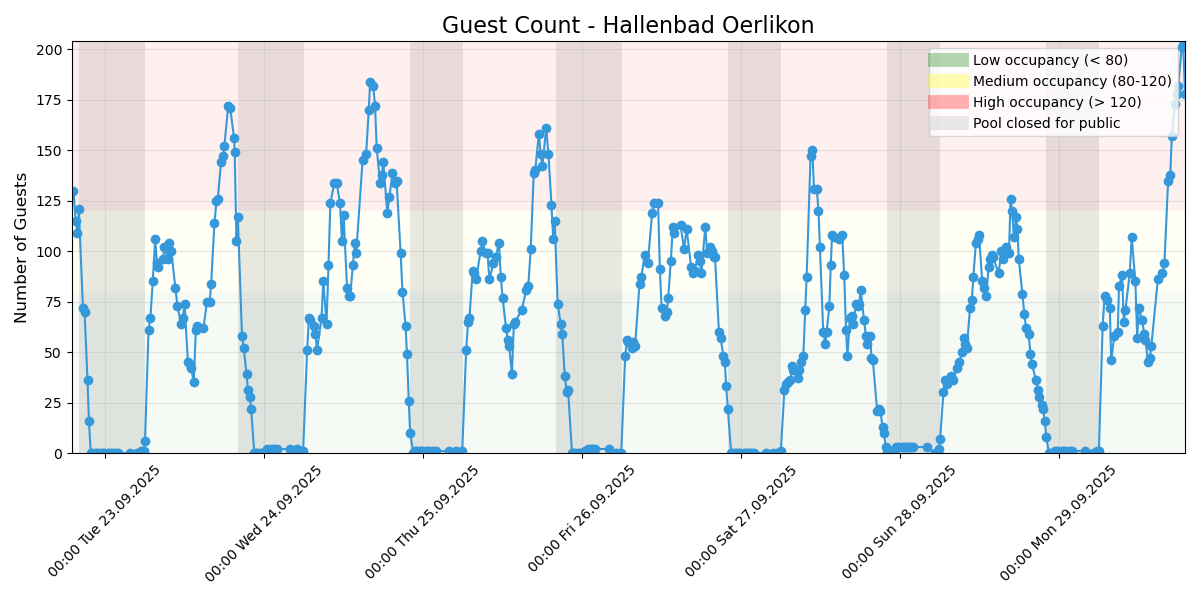 Guest Count - Hallenbad Oerlikon
Number of Guests
200
175
150
125
100
75
50
25
0
Low occupancy (< 80)
Medium occupancy (80-120)
High occupancy (> 120)
Pool closed for public
00:00 Tue 23.09.2025
00:00 Wed 24.09.2025
00:00 Thu 25.09.2025
00:00 Fri 26.09.2025
00:00 Sat 27.09.2025
00:00 Sun 28.09.2025
00:00 Mon 29.09.2025